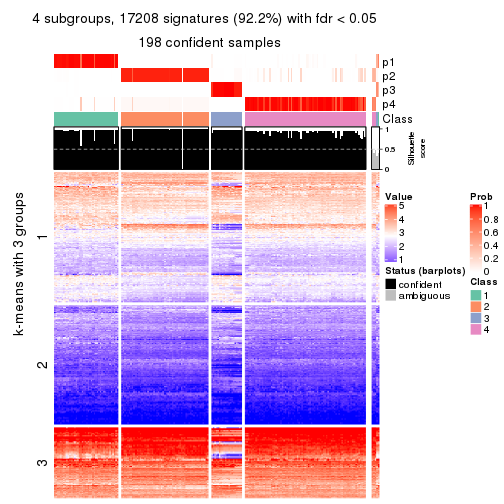 4 subgroups, 17208 signatures (92.2%) with fdr < 0.05
198 confident samples
p1
p2
p3
p4
Class
1
0.5
0
Silhouette
score
k-means with 3 groups
1
2
3
Value
5
4
3
2
1
Status (barplots)
confident
ambiguous
Prob
1
0.8
0.6
0.4
0.2
0
Class
1
2
3
4